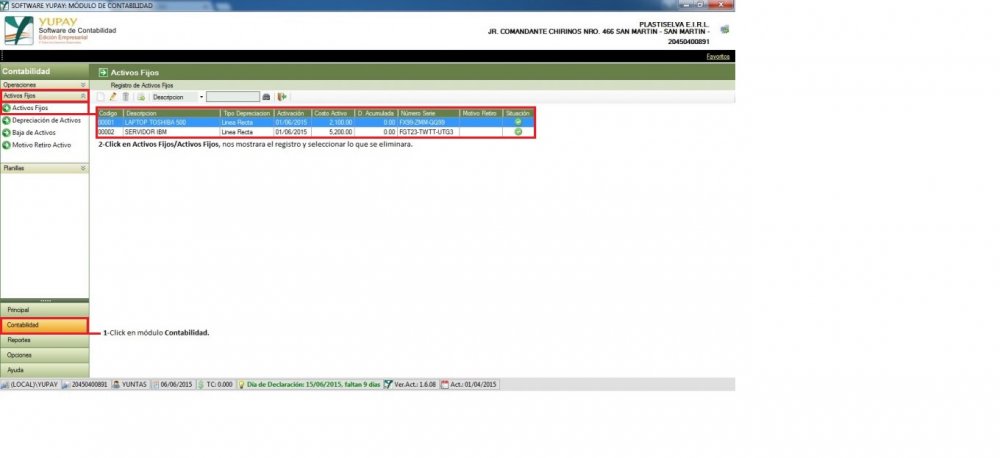 SOFTWARE YUPAY: MÓDULO DE CONTABILIDAD
YUPAY
Software de Contabilidad
Edición Empresarial
PLASTISELVA E.I.R.L.
JR. COMANDANTE CHIRINOS NRO. 466 SAN MARTIN - SAN MARTIN -
20450400891
Favoritos
Contabilidad
Activos Fijos
Operaciones
Registro de Activos Fijos
Activos Fijos
Descripcion
Activos Fijos
Depreciación de Activos
Baja de Activos
Motivo Retiro Activo
Codigo Descripcion Tipo Depreciacion Activación Costo Activo D. Acumulada Número Serie. Motivo Retiro Situación
00001 LAPTOP TOSHIBA 500 Linea Recta 01/06/2015 2,100.00 0.00 FX99-ZMM-GQ99
00002 SERVIDOR IBM Linea Recta 01/06/2015 5,200.00 0.00 FGT23-TWTT-UTG3
2-Click en Activos Fijos/Activos Fijos, nos mostrara el registro y seleccionar lo que se eliminara.
Planillas
Principal
Contabilidad
1-Click en módulo Contabilidad.
Reportes
Opciones
Ayuda
(LOCAL)\YUPAY 20450400891 YUNTAS 06/06/2015 TC: 0.000 Día de Declaración: 15/06/2015, faltan 9 días Ver.Act.: 1.6.08 Act.: 01/04/2015